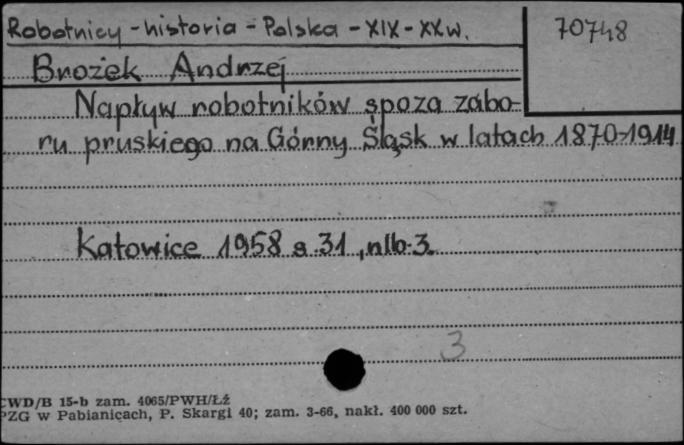 Robotnicy - historia - Polska - XIX - XX w.
70748
Brożek Andrzej
Napływ robotników spoza zabo-
ru pruskiego na Górny Śląsk w latach 1870-1914
Katowice 1958 s. 31, nlb. 3.
3
CWD/B 15-b zam. 4065/PWH/Łź
PZG w Pabianicach, P. Skargi 40; zam. 3-66, nakł. 400 000 szt.